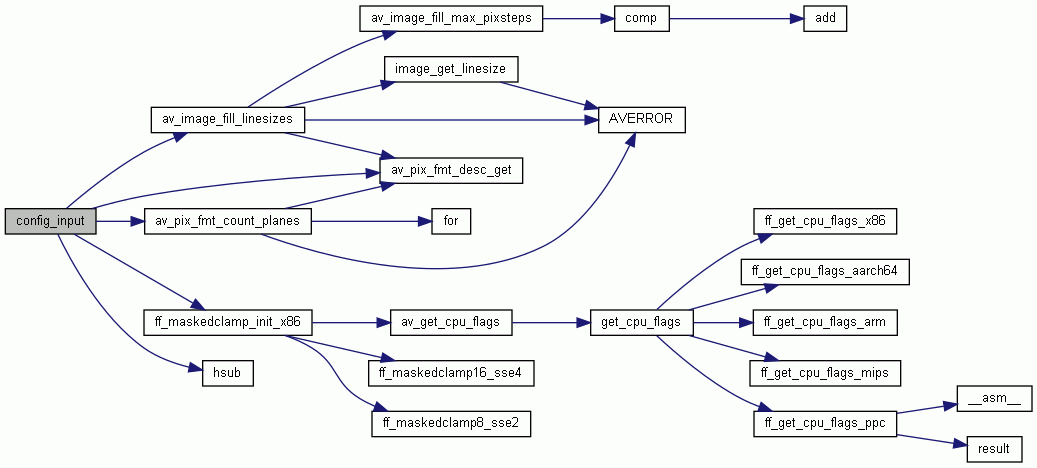 av_image_fill_max_pixsteps
comp
add
image_get_linesize
av_image_fill_linesizes
AVERROR
av_pix_fmt_desc_get
config_input
av_pix_fmt_count_planes
for
ff_get_cpu_flags_x86
ff_get_cpu_flags_aarch64
ff_maskedclamp_init_x86
av_get_cpu_flags
get_cpu_flags
ff_get_cpu_flags_arm
hsub
ff_maskedclamp16_sse4
ff_get_cpu_flags_mips
ff_maskedclamp8_sse2
ff_get_cpu_flags_ppc
__asm__
result